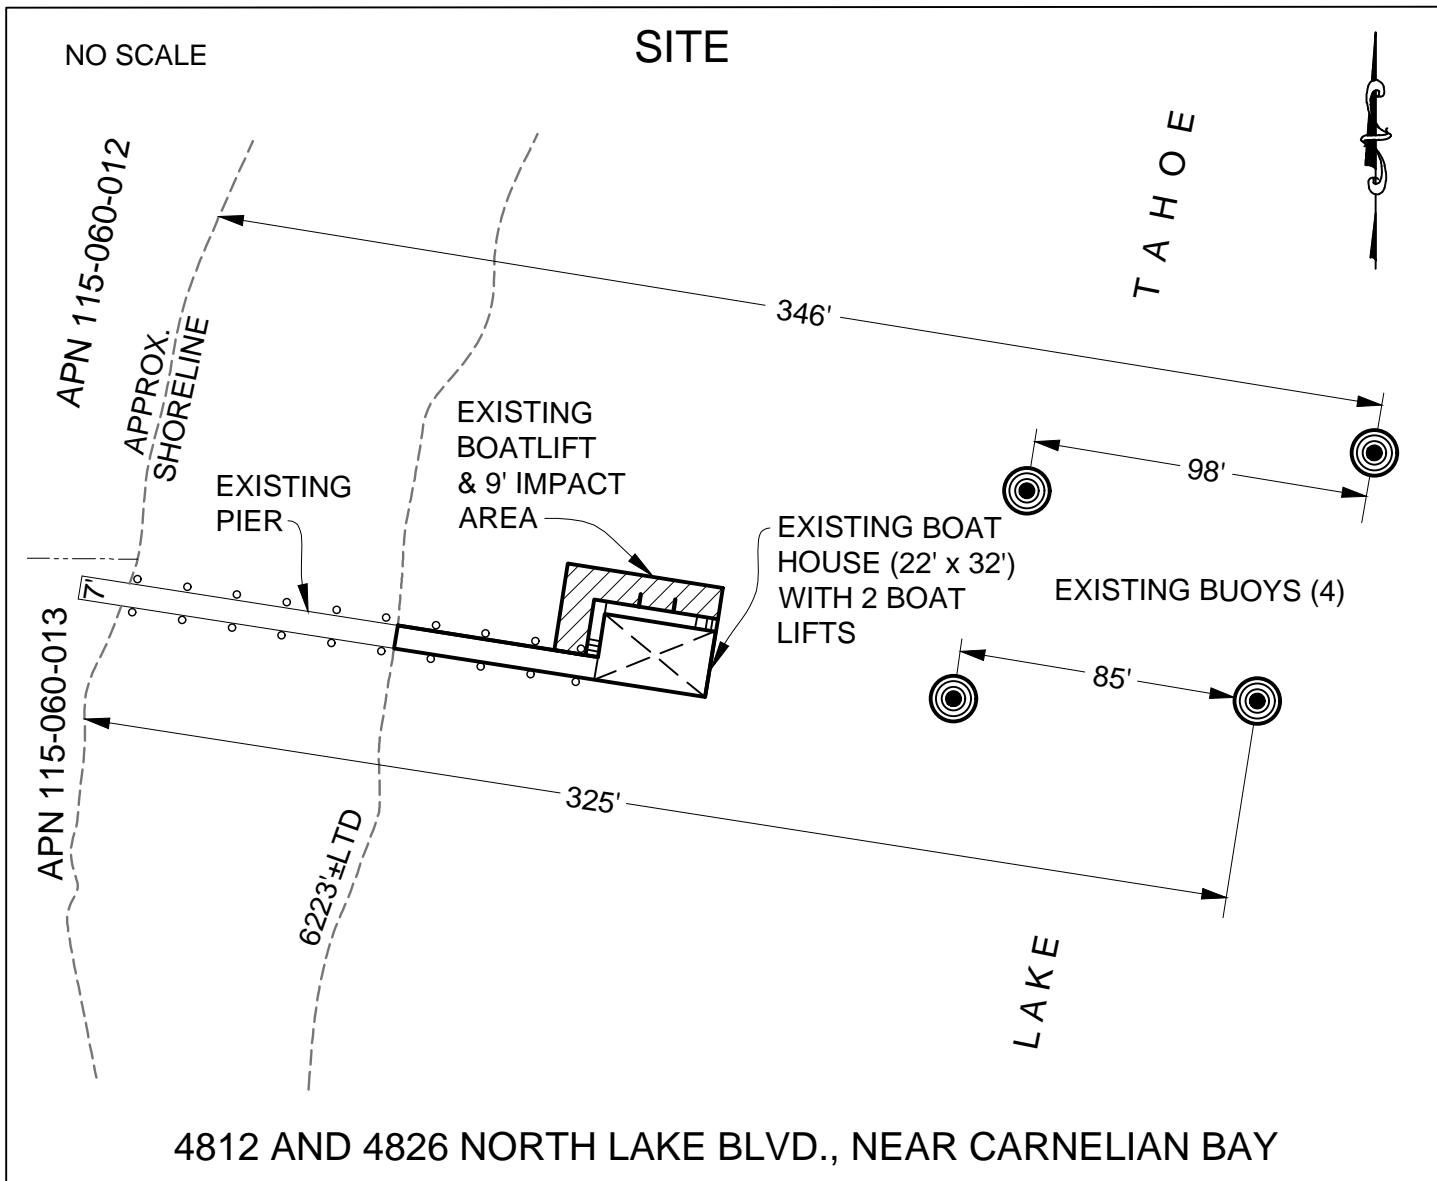 NO SCALE
SITE
TAHOE
APN 115-060-012
APPROX.
SHORELINE
346'
98'
EXISTING
BOATLIFT
& 9' IMPACT
AREA
EXISTING
PIER
EXISTING BOAT
HOUSE (22' x 32')
WITH 2 BOAT
LIFTS
EXISTING BUOYS (4)
7'
85'
APN 115-060-013
325'
6223'±LTD
LAKE
4812 AND 4826 NORTH LAKE BLVD., NEAR CARNELIAN BAY